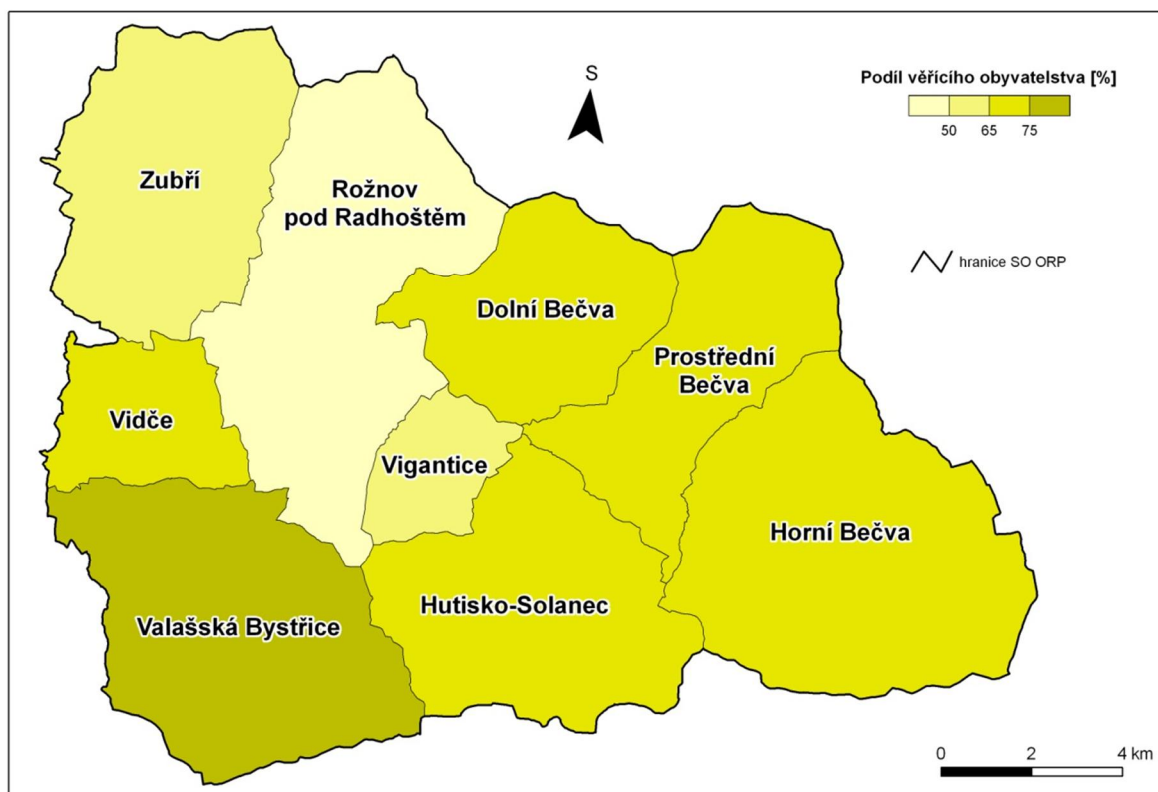 S
Podíl věřícího obyvatelstva [%]
50 65 75
Zubří
Rožnov
pod Radhoštěm
hranice SO ORP
Dolní Bečva
Prostřední
Bečva
Vidče
Vigantice
Horní Bečva
Hutisko-Solanec
Valašská Bystřice
0 2 4 km